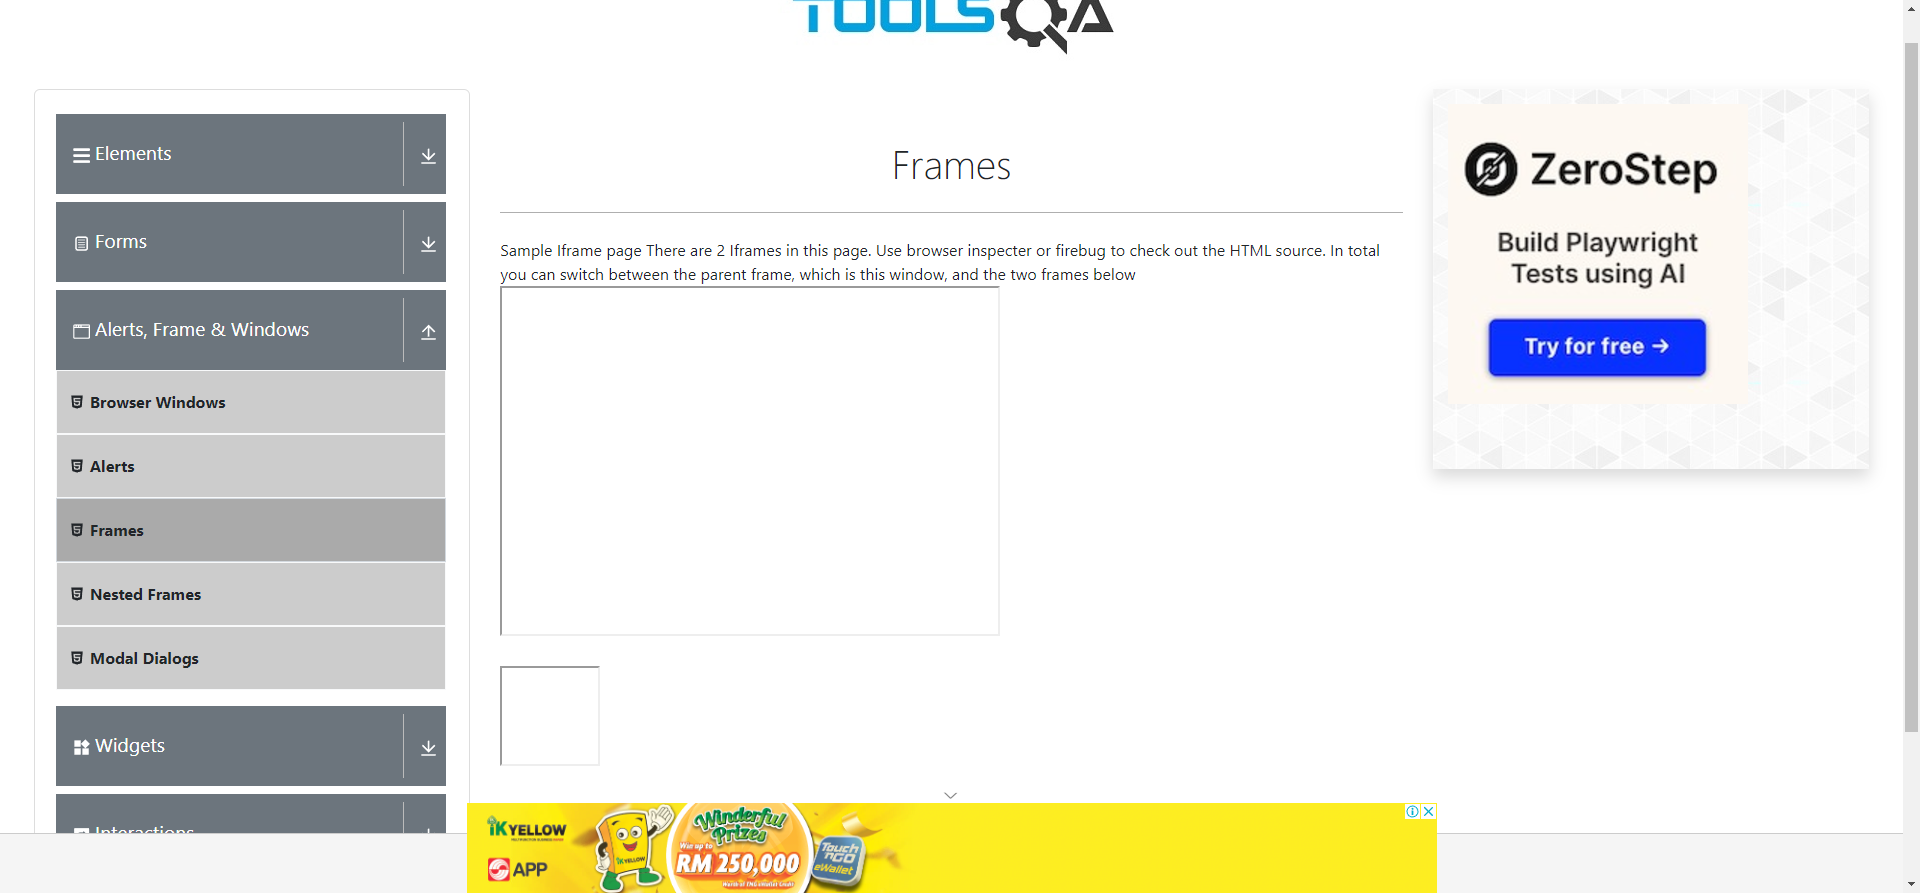 TOOLSQA
Elements
Forms
Alerts, Frame & Windows
Browser Windows
Alerts
Frames
Nested Frames
Modal Dialogs
Widgets
Interactions
Frames
Sample Iframe page There are 2 Iframes in this page. Use browser inspecter or firebug to check out the HTML source. In total
you can switch between the parent frame, which is this window, and the two frames below
ZeroStep
Build Playwright
Tests using AI
Try for free →
iKYELLOW
APP
iKYELLOW
Winderful
Prizes
Win up to
RM 250,000
Touch
'nGO
eWallet